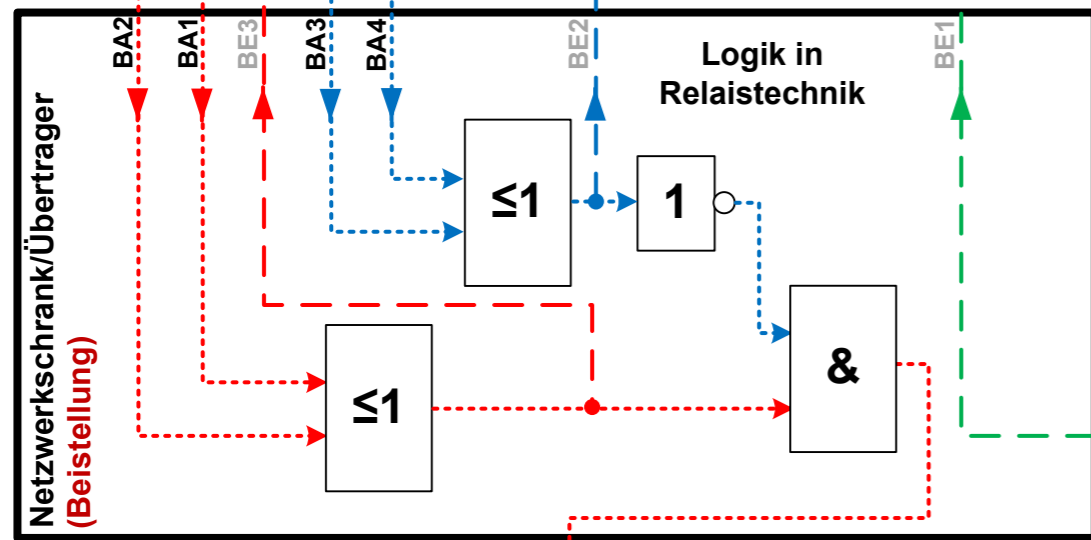 BA2
BA1
BE3
BA3
BA4
BE2
BE1
Logik in
Relaistechnik
Netzwerkschrank/Übertrager
(Beistellung)
≤1
1
≤1
&